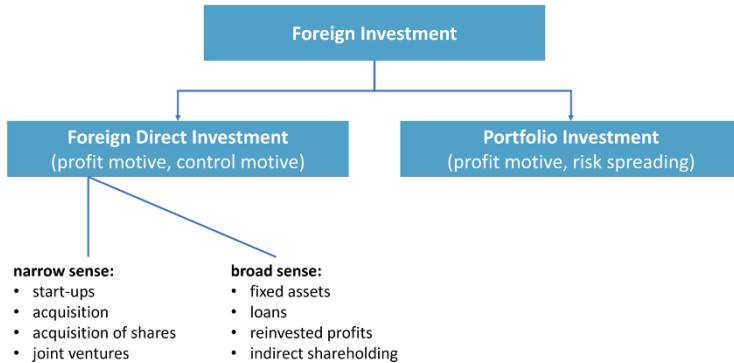 Foreign Investment
Foreign Direct Investment
(profit motive, control motive)
Portfolio Investment
(profit motive, risk spreading)
narrow sense:
• start-ups
• acquisition
• acquisition of shares
• joint ventures
broad sense:
• fixed assets
• loans
• reinvested profits
• indirect shareholding